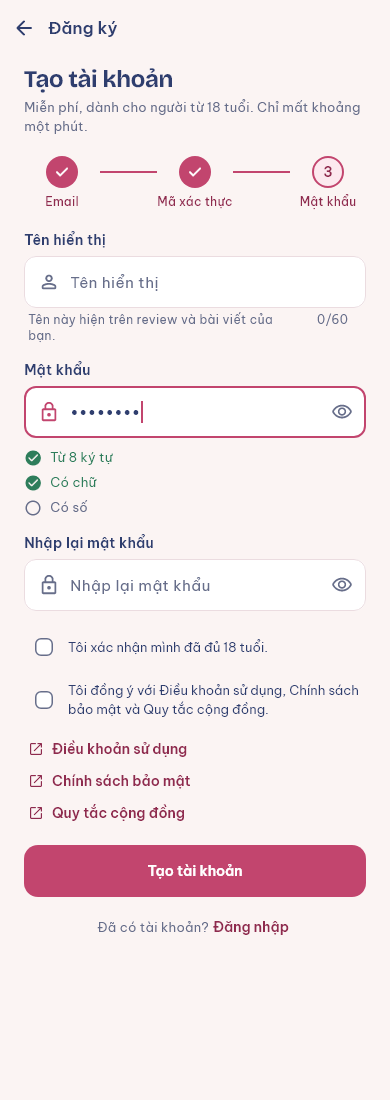 Đăng ký
Tạo tài khoản
Miễn phí, dành cho người từ 18 tuổi. Chỉ mất khoảng
một phút.
3
Email
Mã xác thực
Mật khẩu
Tên hiển thị
Tên hiển thị
Tên này hiện trên review và bài viết của
bạn.
0/60
Mật khẩu
••••••••
Từ 8 ký tự
Có chữ
Có số
Nhập lại mật khẩu
Nhập lại mật khẩu
Tôi xác nhận mình đã đủ 18 tuổi.
Tôi đồng ý với Điều khoản sử dụng, Chính sách
bảo mật và Quy tắc cộng đồng.
Điều khoản sử dụng
Chính sách bảo mật
Quy tắc cộng đồng
Tạo tài khoản
Đã có tài khoản? Đăng nhập